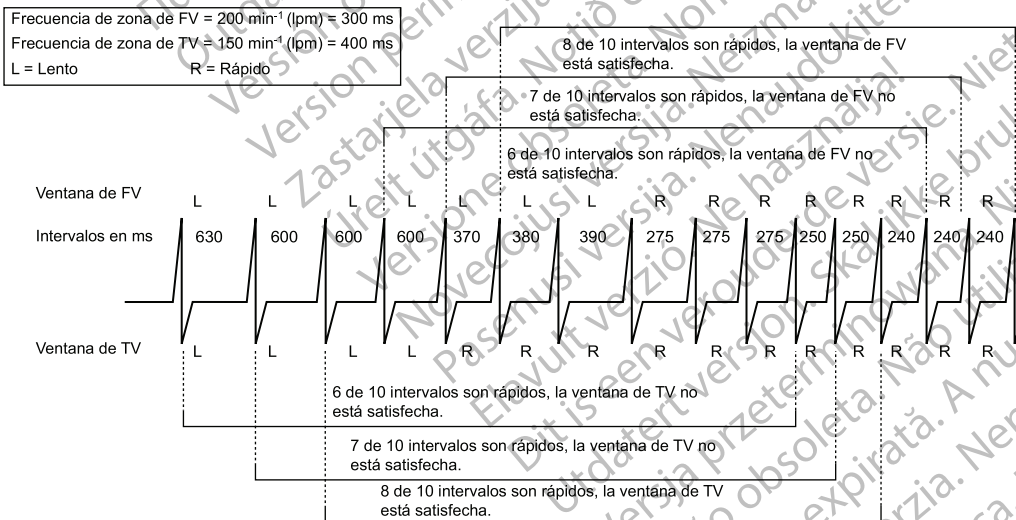 Frecuencia de zona de FV = 200 min⁻¹ (lpm) = 300 ms
Frecuencia de zona de TV = 150 min⁻¹ (lpm) = 400 ms
L = Lento R = Rápido
8 de 10 intervalos son rápidos, la ventana de FV
está satisfecha.
7 de 10 intervalos son rápidos, la ventana de FV no
está satisfecha.
6 de 10 intervalos son rápidos, la ventana de FV no
está satisfecha.
Ventana de FV L L L L L L L R R R R R R R R
Intervalos en ms 630 600 600 600 370 380 390 275 275 275 250 250 240 240 240
Ventana de TV L L L L R R R R R R R R R R R
6 de 10 intervalos son rápidos, la ventana de TV no
está satisfecha.
7 de 10 intervalos son rápidos, la ventana de TV no
está satisfecha.
8 de 10 intervalos son rápidos, la ventana de TV
está satisfecha.